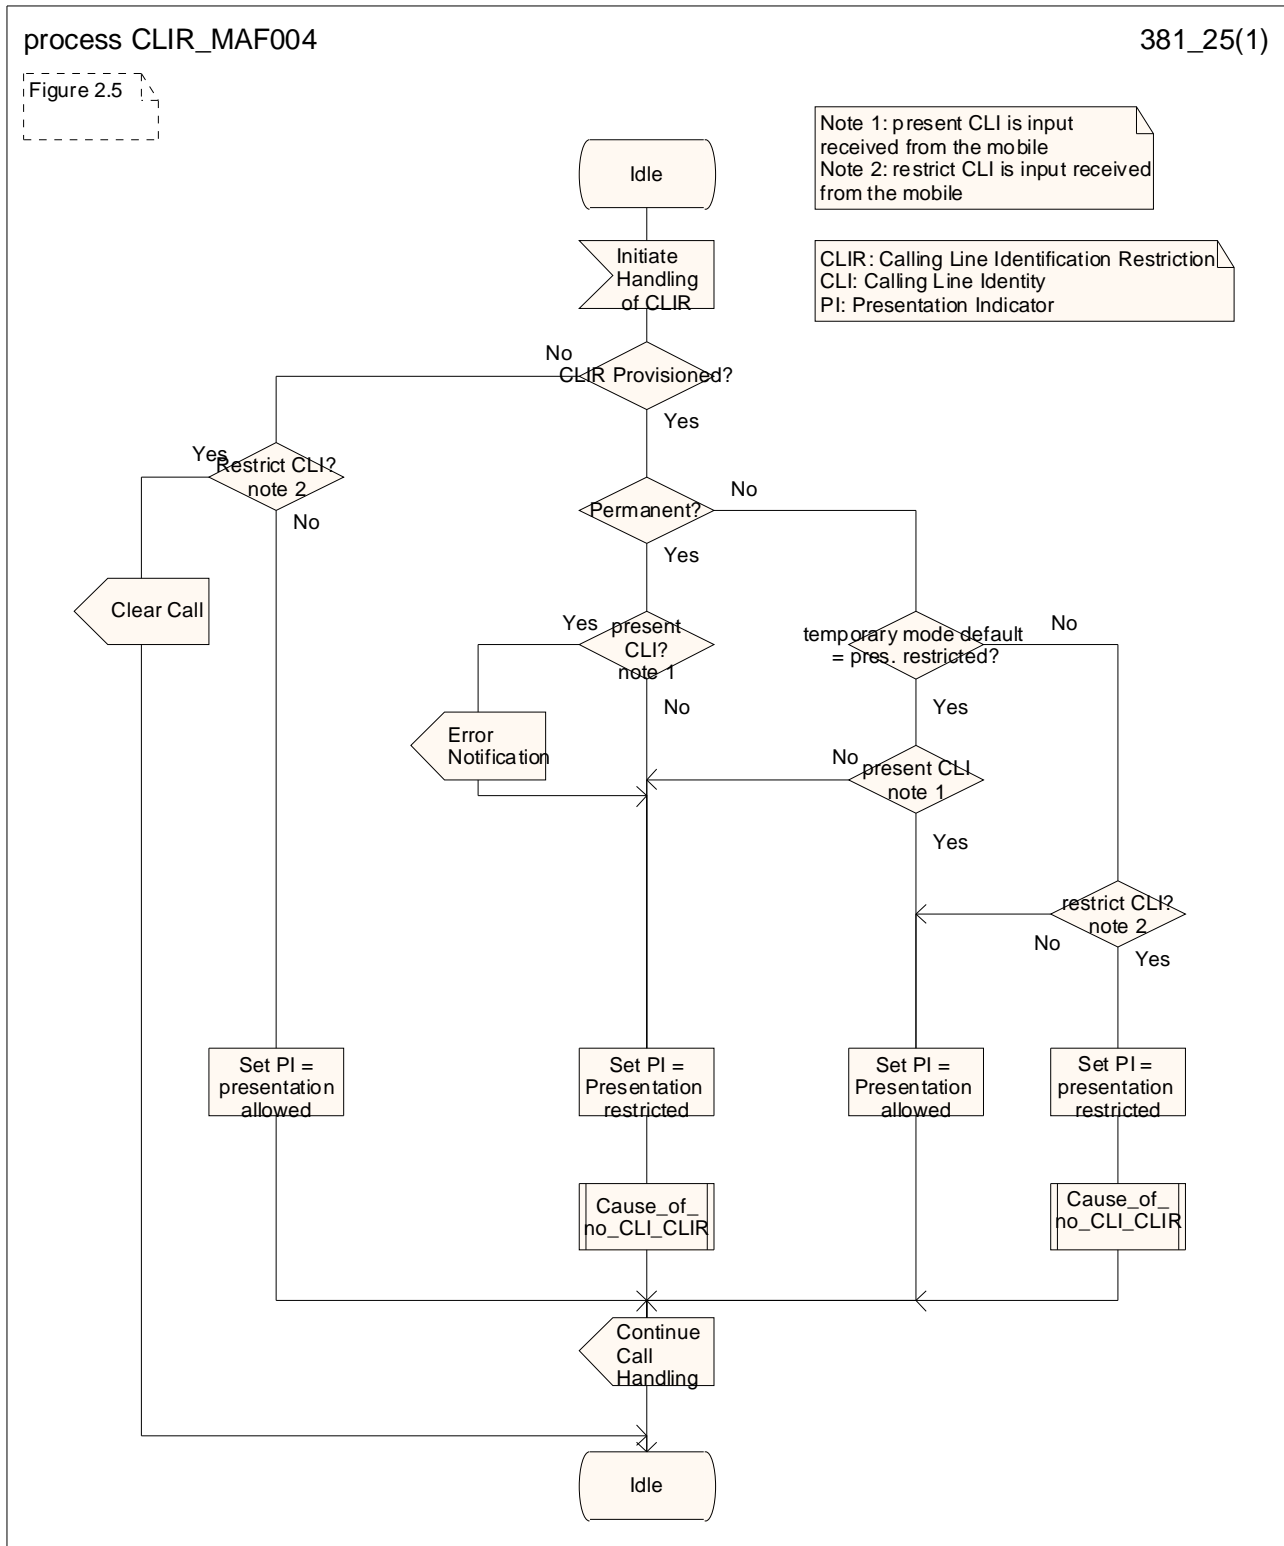 process CLIR_MAF004
381_25(1)
Figure 2.5
Note 1: present CLI is input
received from the mobile
Note 2: restrict CLI is input received
from the mobile
Idle
CLIR: Calling Line Identification Restriction
CLI: Calling Line Identity
PI: Presentation Indicator
Initiate
Handling
of CLIR
No
CLIR Provisioned?
Yes
Yes
Restrict CLI?
note 2
No
Permanent?
No
Yes
Clear Call
Yes
present
CLI?
note 1
No
temporary mode default
= pres. restricted?
No
Yes
Error
Notification
No
present CLI
note 1
Yes
restrict CLI?
note 2
No
Yes
Set PI =
presentation
allowed
Set PI =
Presentation
restricted
Set PI =
Presentation
allowed
Set PI =
presentation
restricted
Cause_of_
no_CLI_CLIR
Cause_of_
no_CLI_CLIR
Continue
Call
Handling
Idle